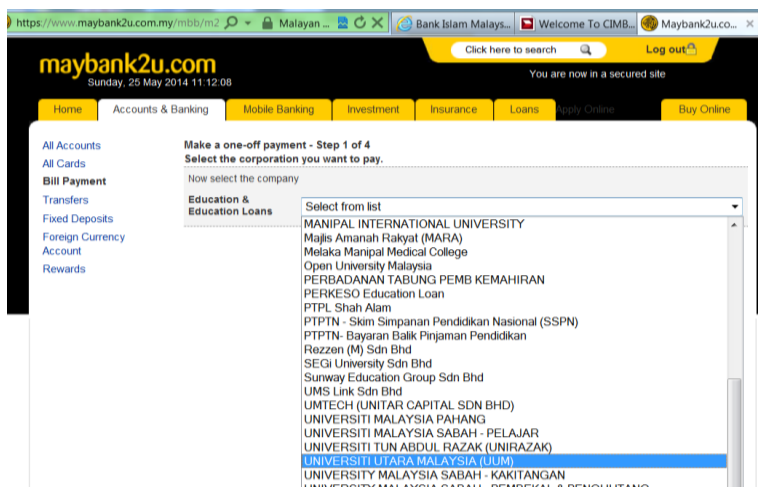 https://www.maybank2u.com.my/mbb/m2
Malayan ...
Bank Islam Malays...
Welcome To CIMB...
Maybank2u.co...
Click here to search
Log out
maybank2u.com
Sunday, 25 May 2014 11:12:08
You are now in a secured site
Home
Accounts & Banking
Mobile Banking
Investment
Insurance
Loans
Apply Online
Buy Online
All Accounts
All Cards
Bill Payment
Transfers
Fixed Deposits
Foreign Currency
Account
Rewards
Make a one-off payment - Step 1 of 4
Select the corporation you want to pay.
Now select the company
Education &
Education Loans
Select from list
MANIPAL INTERNATIONAL UNIVERSITY
Majlis Amanah Rakyat (MARA)
Melaka Manipal Medical College
Open University Malaysia
PERBADANAN TABUNG PEMB KEMAHIRAN
PERKESO Education Loan
PTPL Shah Alam
PTPTN - Skim Simpanan Pendidikan Nasional (SSPN)
PTPTN- Bayaran Balik Pinjaman Pendidikan
Rezzen (M) Sdn Bhd
SEGi University Sdn Bhd
Sunway Education Group Sdn Bhd
UMS Link Sdn Bhd
UMTECH (UNITAR CAPITAL SDN BHD)
UNIVERSITI MALAYSIA PAHANG
UNIVERSITI MALAYSIA SABAH - PELAJAR
UNIVERSITI TUN ABDUL RAZAK (UNIRAZAK)
UNIVERSITI UTARA MALAYSIA (UUM)
UNIVERSITY MALAYSIA SABAH - KAKITANGAN